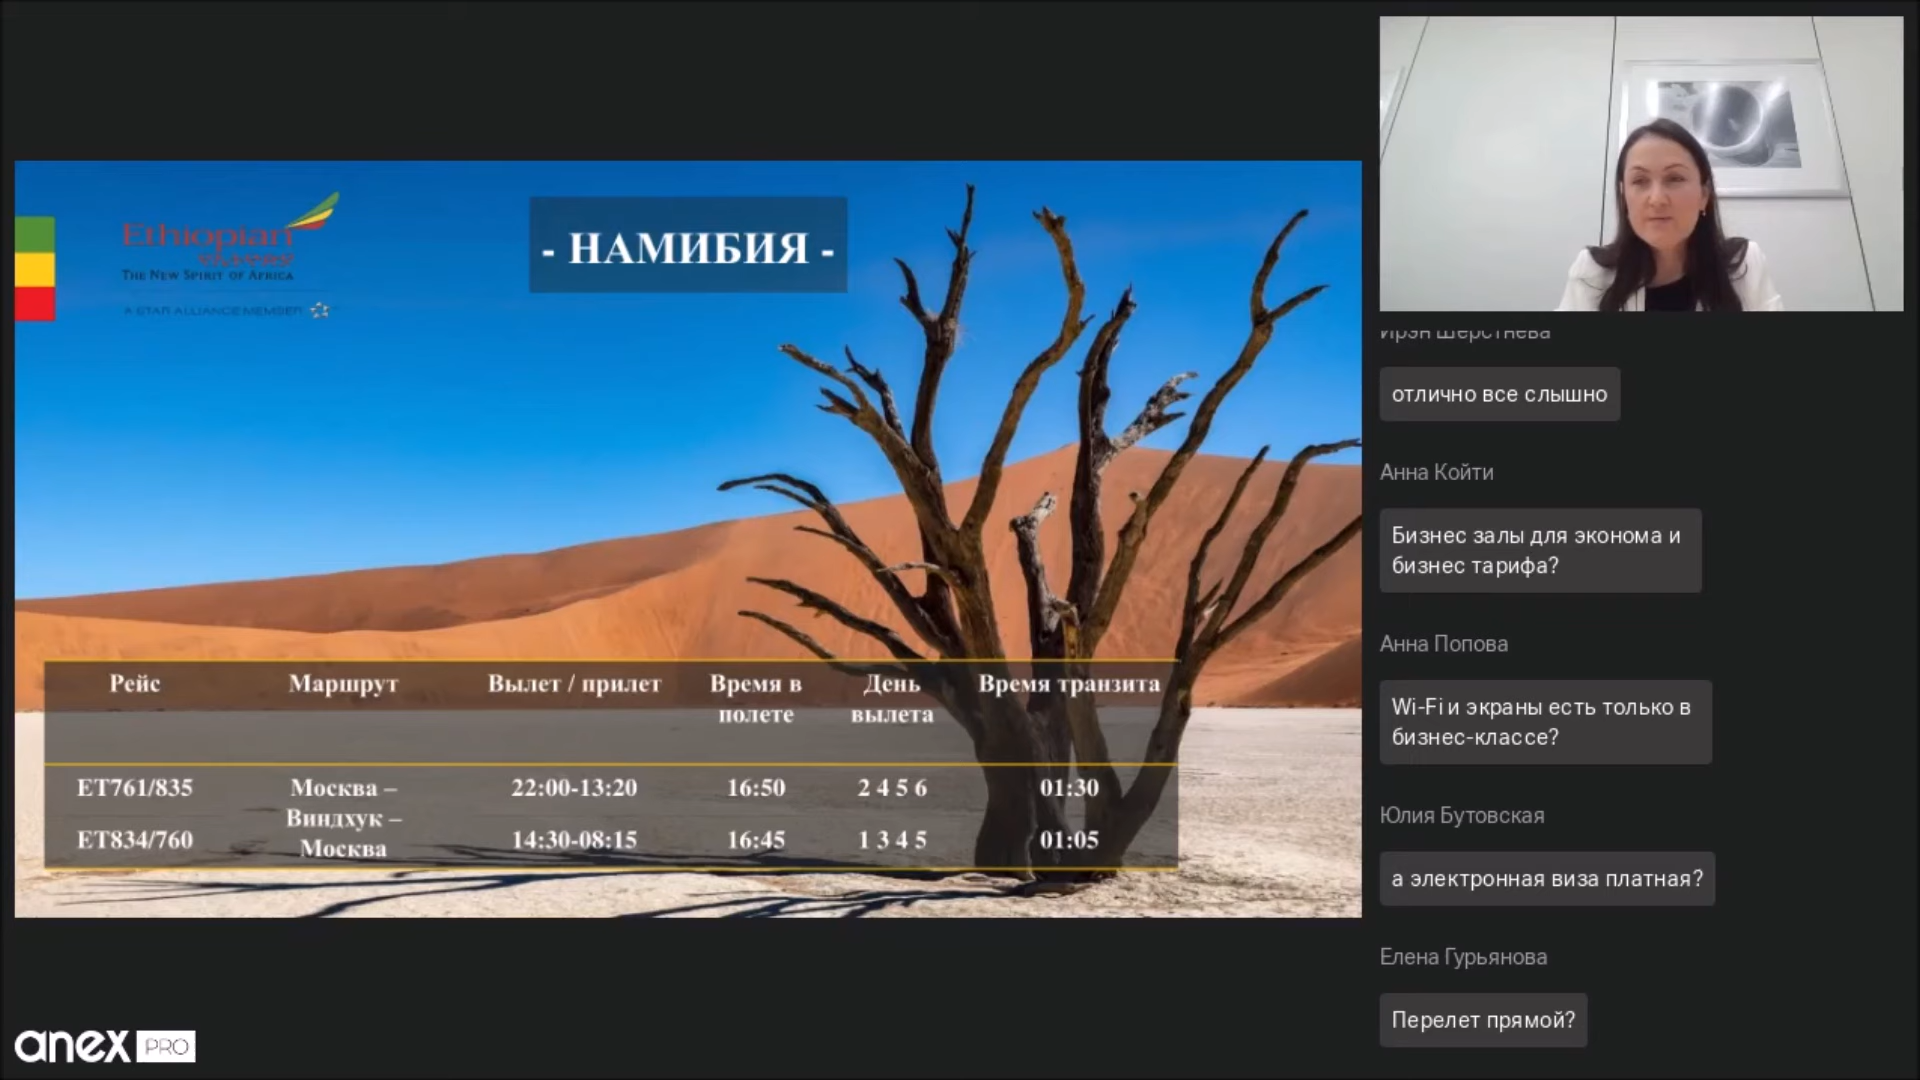 Ethiopian
THE NEW SPIRIT OF AFRICA
A STAR ALLIANCE MEMBER
- НАМИБИЯ -
Рейс Маршрут Вылет / прилет Время в полете День вылета Время транзита
ET761/835 Москва – Виндхук – Москва 22:00-13:20 16:50 2 4 5 6 01:30
ET834/760 14:30-08:15 16:45 1 3 4 5 01:05
anex PRO
Ирэн Шерстнева
отлично все слышно
Анна Койти
Бизнес залы для эконома и
бизнес тарифа?
Анна Попова
Wi-Fi и экраны есть только в
бизнес-классе?
Юлия Бутовская
а электронная виза платная?
Елена Гурьянова
Перелет прямой?